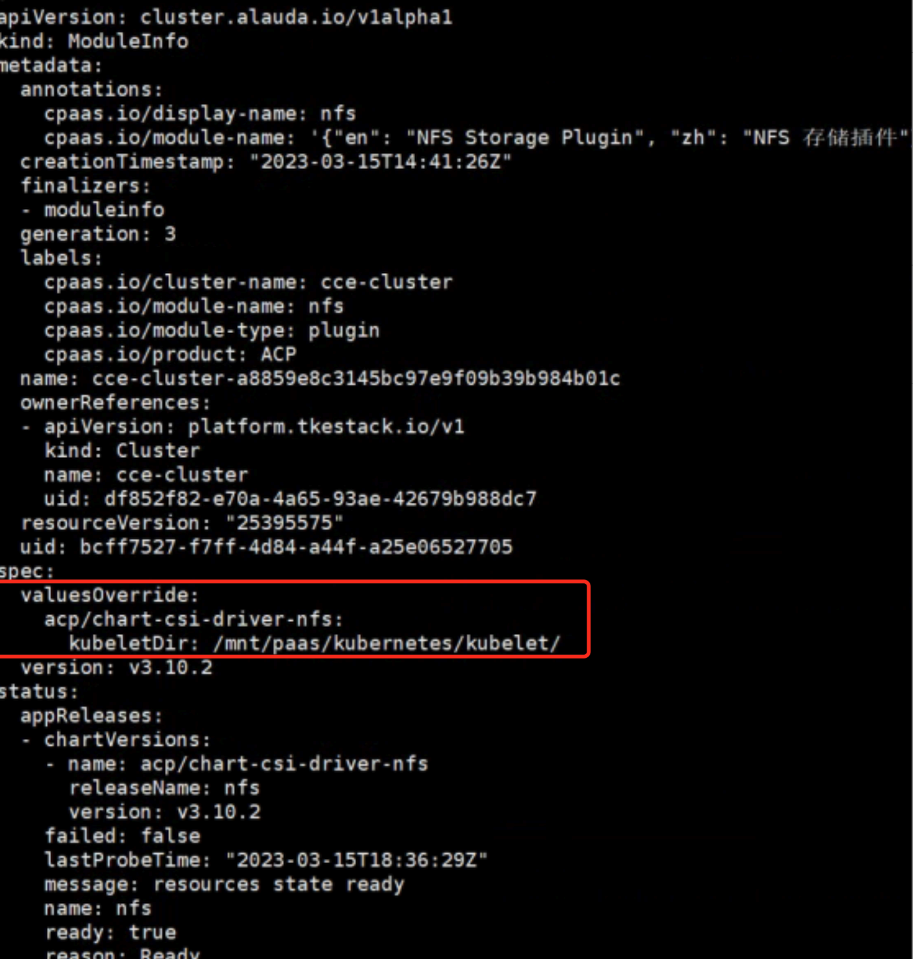 apiVersion: cluster.alauda.io/v1alpha1
kind: ModuleInfo
metadata:
  annotations:
    cpaas.io/display-name: nfs
    cpaas.io/module-name: '{"en": "NFS Storage Plugin", "zh": "NFS 存储插件"
  creationTimestamp: "2023-03-15T14:41:26Z"
  finalizers:
  - moduleinfo
  generation: 3
  labels:
    cpaas.io/cluster-name: cce-cluster
    cpaas.io/module-name: nfs
    cpaas.io/module-type: plugin
    cpaas.io/product: ACP
  name: cce-cluster-a8859e8c3145bc97e9f09b39b984b01c
  ownerReferences:
  - apiVersion: platform.tkestack.io/v1
    kind: Cluster
    name: cce-cluster
    uid: df852f82-e70a-4a65-93ae-42679b988dc7
  resourceVersion: "25395575"
  uid: bcff7527-f7ff-4d84-a44f-a25e06527705
spec:
  valuesOverride:
    acp/chart-csi-driver-nfs:
      kubeletDir: /mnt/paas/kubernetes/kubelet/
  version: v3.10.2
status:
  appReleases:
  - chartVersions:
    - name: acp/chart-csi-driver-nfs
      releaseName: nfs
      version: v3.10.2
    failed: false
    lastProbeTime: "2023-03-15T18:36:29Z"
    message: resources state ready
    name: nfs
    ready: true
    reason: Ready